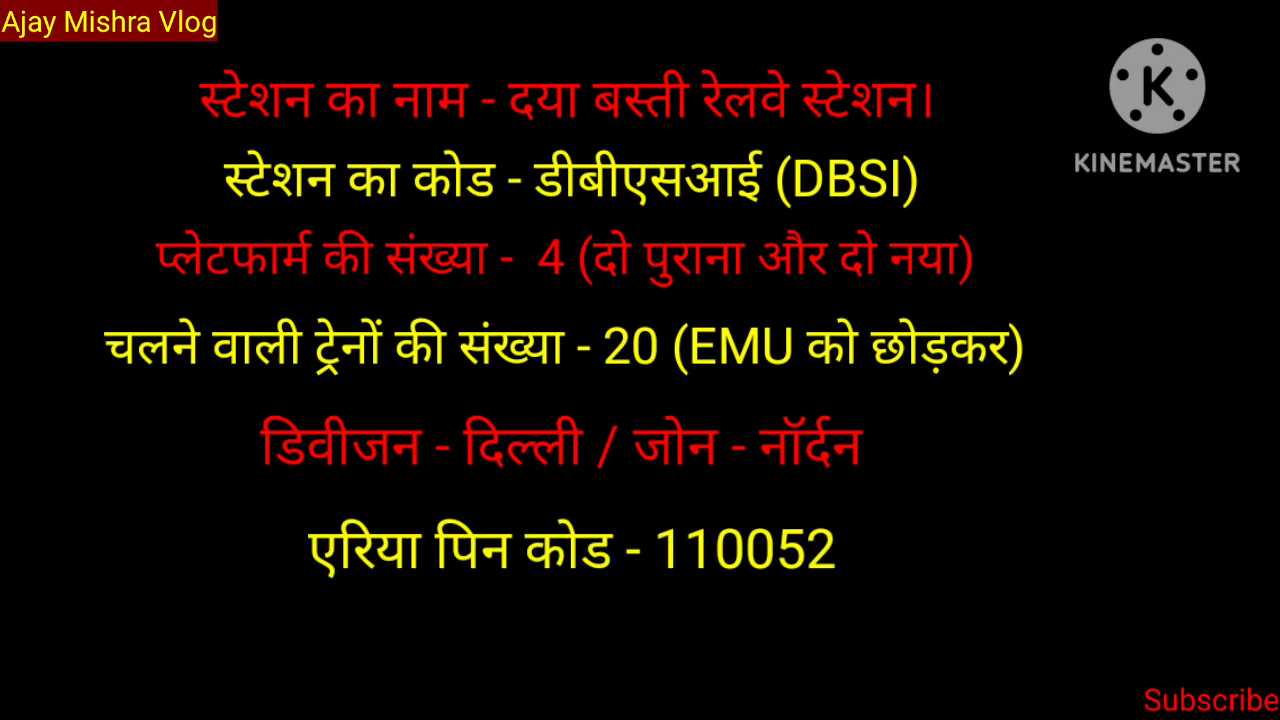 Ajay Mishra Vlog
स्टेशन का नाम - दया बस्ती रेलवे स्टेशन।
KINEMASTER
स्टेशन का कोड - डीबीएसआई (DBSI)
प्लेटफार्म की संख्या - 4 (दो पुराना और दो नया)
चलने वाली ट्रेनों की संख्या - 20 (EMU को छोड़कर)
डिवीजन - दिल्ली / जोन - नॉर्दन
एरिया पिन कोड - 110052
Subscribe